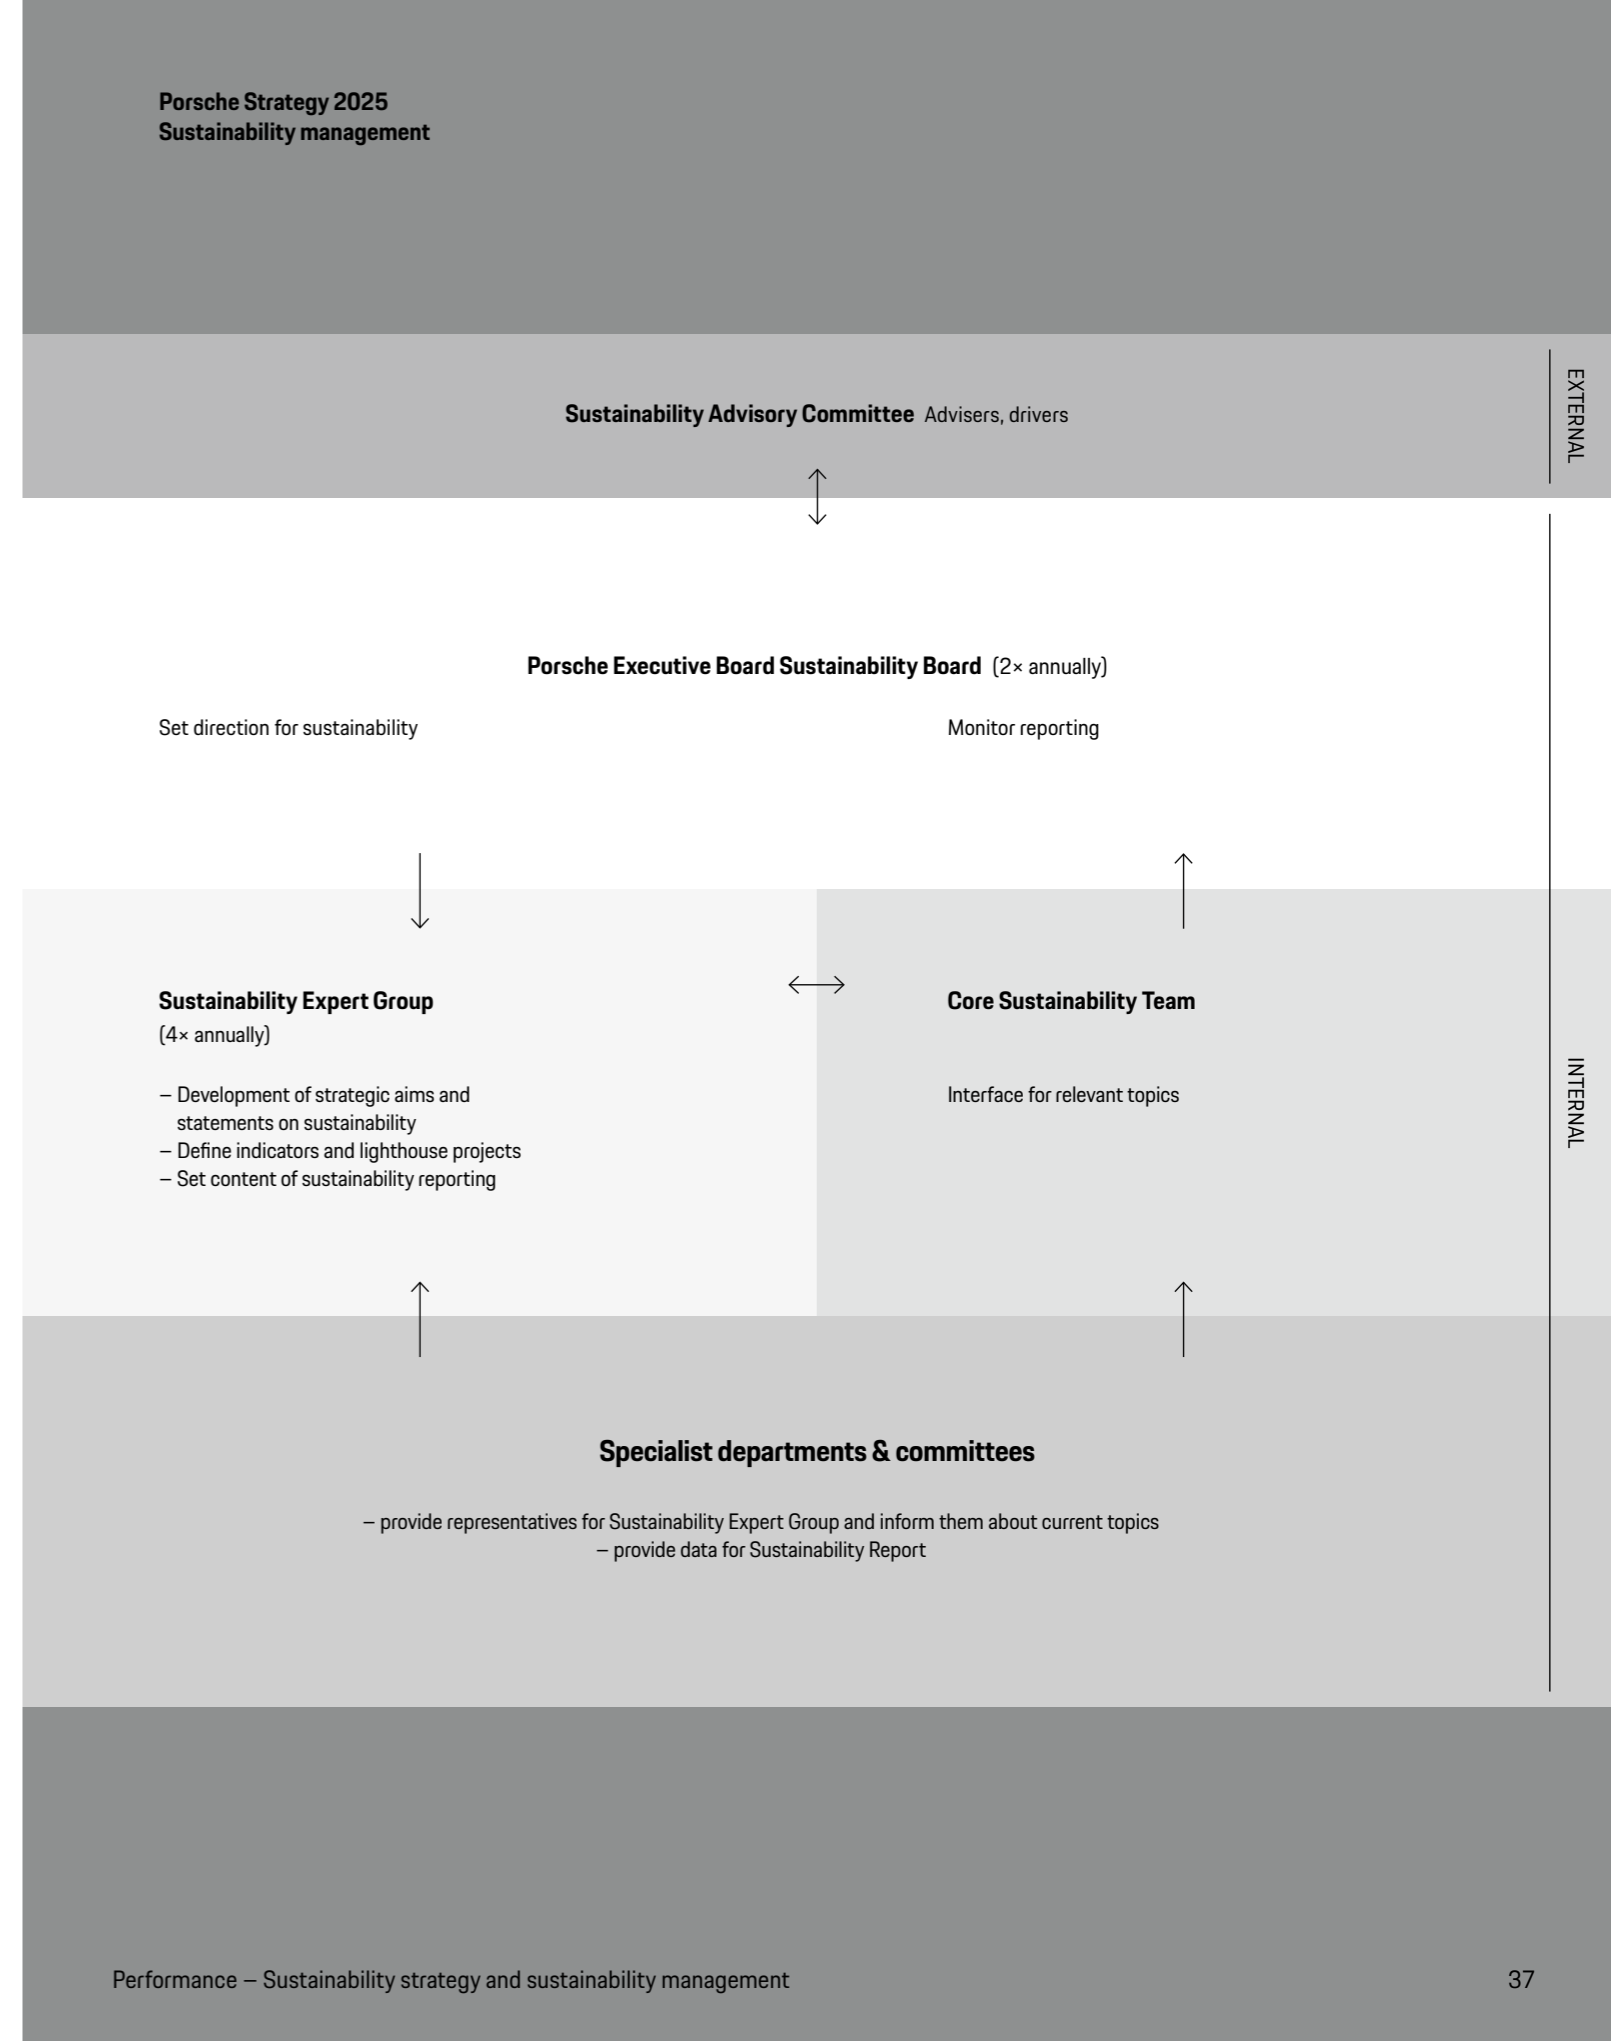 Porsche Strategy 2025
Sustainability management
EXTERNAL
Sustainability Advisory Committee Advisers, drivers
Porsche Executive Board Sustainability Board (2× annually)
Set direction for sustainability
Monitor reporting
INTERNAL
Sustainability Expert Group
(4× annually)
– Development of strategic aims and
statements on sustainability
– Define indicators and lighthouse projects
– Set content of sustainability reporting
Core Sustainability Team
Interface for relevant topics
Specialist departments & committees
– provide representatives for Sustainability Expert Group and inform them about current topics
– provide data for Sustainability Report
Performance – Sustainability strategy and sustainability management
37